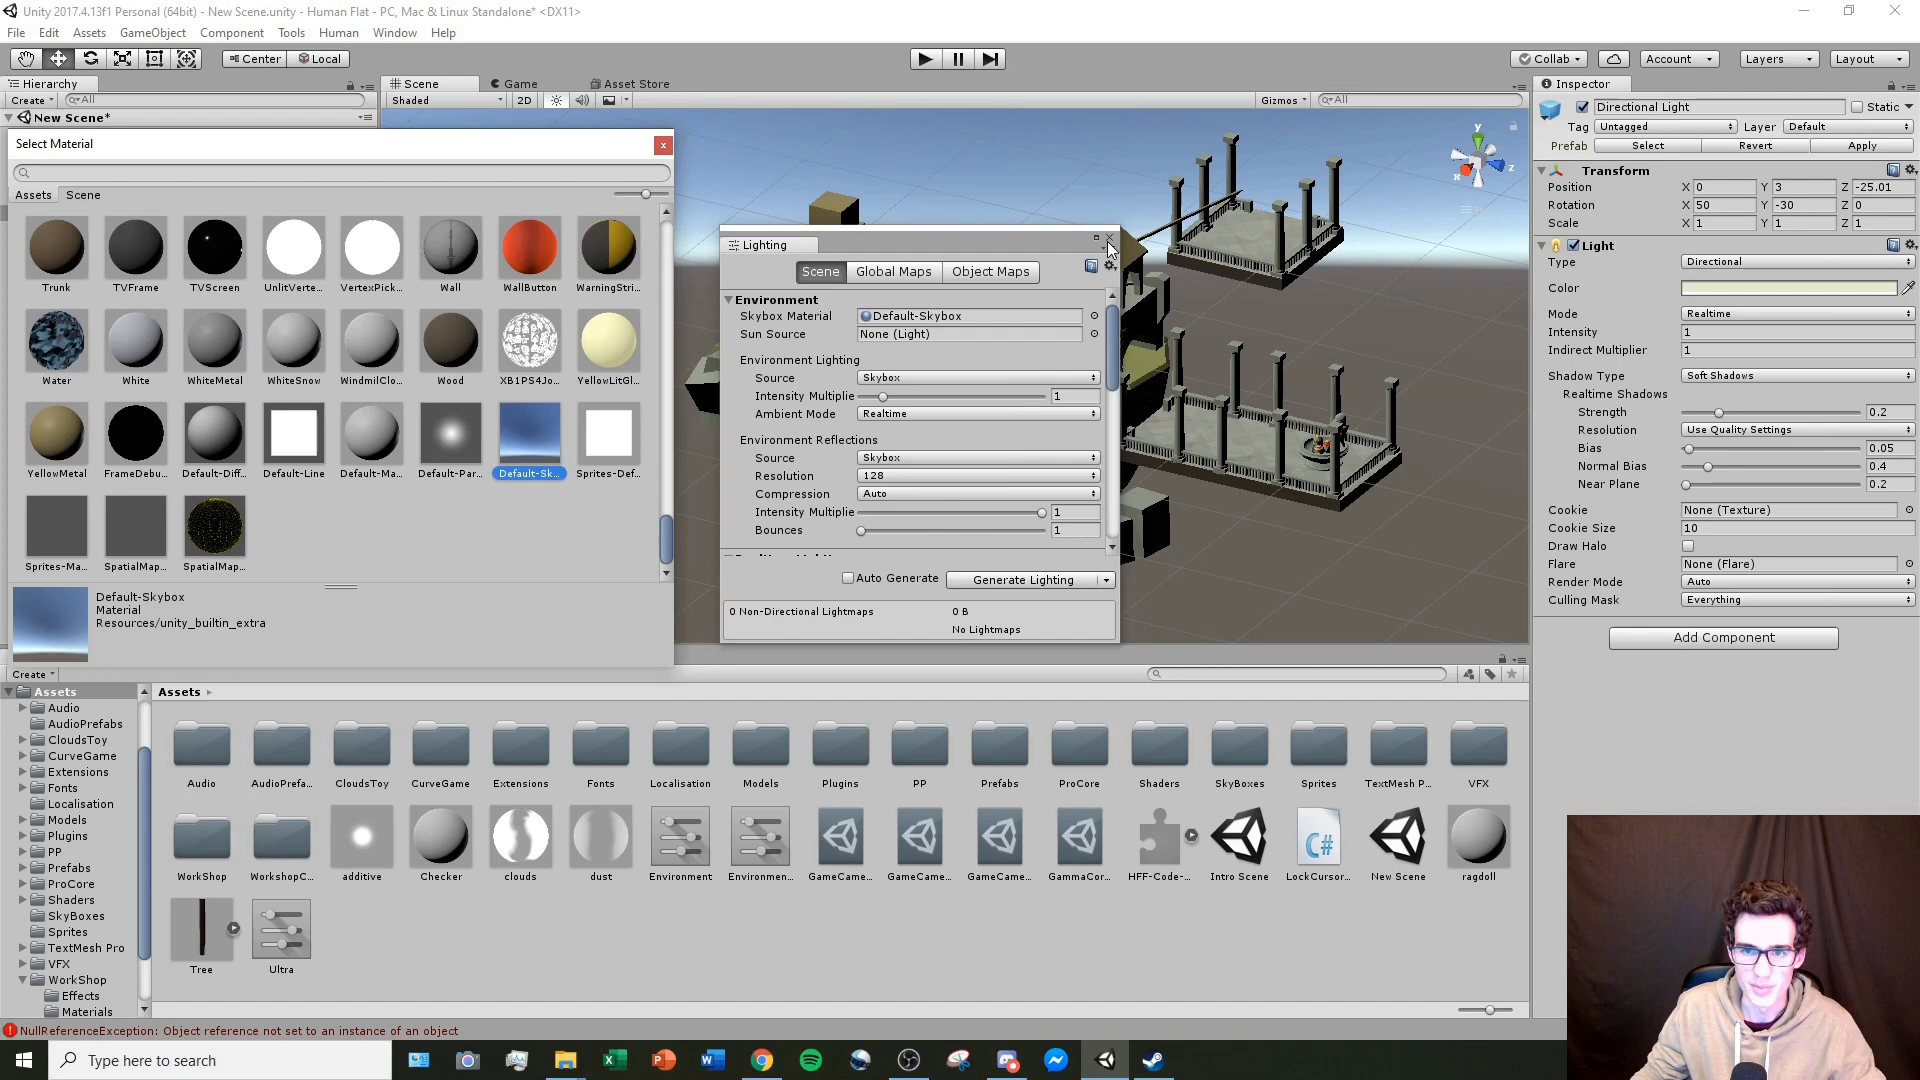 Unity 2017.4.13f1 Personal (64bit) - New Scene.unity - Human Flat - PC, Mac & Linux Standalone* <DX11>
File Edit Assets GameObject Component Tools Human Window Help
Center Local
Collab Account Layers Layout
Hierarchy
Create All
New Scene*
Scene Game Asset Store
Shaded 2D Gizmos All
Select Material
Assets Scene
Trunk TVFrame TVScreen UnlitVerte... VertexPick... Wall WallButton WarningStri...
Water White WhiteMetal WhiteSnow WindmilClo... Wood XB1PS4Jo... YellowLitGl...
YellowMetal FrameDebu... Default-Diff... Default-Line Default-Ma... Default-Par... Default-Sk... Sprites-Def...
Sprites-Ma... SpatialMap... SpatialMap...
Default-Skybox
Material
Resources/unity_builtin_extra
Lighting
Scene Global Maps Object Maps
Environment
Skybox Material Default-Skybox
Sun Source None (Light)
Environment Lighting
Source Skybox
Intensity Multiplie 1
Ambient Mode Realtime
Environment Reflections
Source Skybox
Resolution 128
Compression Auto
Intensity Multiplie 1
Bounces 1
Auto Generate Generate Lighting
0 Non-Directional Lightmaps 0 B
No Lightmaps
y
x z
Inspector
Directional Light Static
Tag Untagged Layer Default
Prefab Select Revert Apply
Transform
Position X 0 Y 3 Z -25.01
Rotation X 50 Y -30 Z 0
Scale X 1 Y 1 Z 1
Light
Type Directional
Color
Mode Realtime
Intensity 1
Indirect Multiplier 1
Shadow Type Soft Shadows
Realtime Shadows
Strength 0.2
Resolution Use Quality Settings
Bias 0.05
Normal Bias 0.4
Near Plane 0.2
Cookie None (Texture)
Cookie Size 10
Draw Halo
Flare None (Flare)
Render Mode Auto
Culling Mask Everything
Add Component
Create
Assets
Audio
AudioPrefabs
CloudsToy
CurveGame
Extensions
Fonts
Localisation
Models
Plugins
PP
Prefabs
ProCore
Shaders
SkyBoxes
Sprites
TextMesh Pro
VFX
WorkShop
Effects
Materials
Assets
Audio AudioPrefa... CloudsToy CurveGame Extensions Fonts Localisation Models Plugins PP Prefabs ProCore Shaders SkyBoxes Sprites TextMesh P... VFX
WorkShop WorkshopC... additive Checker clouds dust Environment Environmen... GameCame... GameCame... GameCame... GammaCor... HFF-Code-... Intro Scene LockCursor... New Scene ragdoll
C#
Tree Ultra
NullReferenceException: Object reference not set to an instance of an object
Type here to search